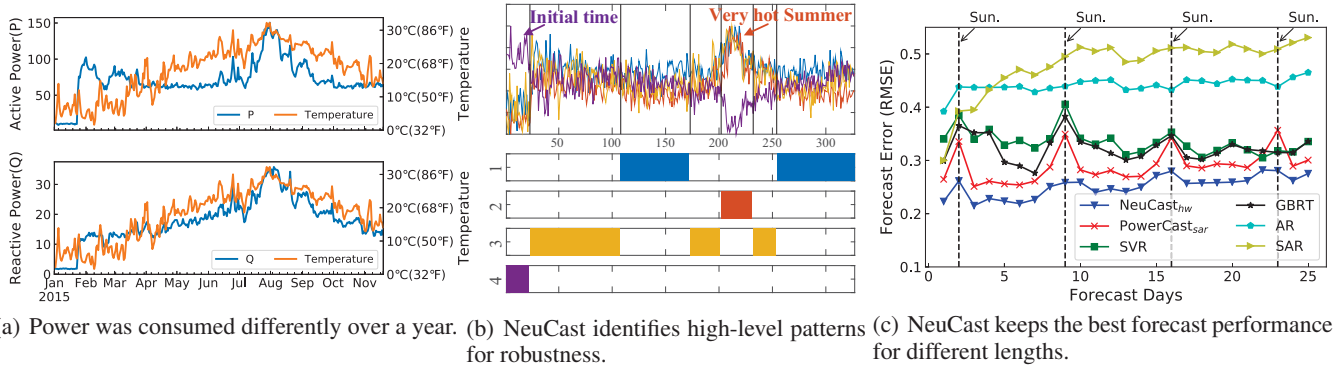 Active Power(P)
150
100
50
30°C(86°F)
20°C(68°F)
10°C(50°F)
0°C(32°F)
Temperature
P
Temperature
Reactive Power(Q)
30
20
10
0
30°C(86°F)
20°C(68°F)
10°C(50°F)
0°C(32°F)
Temperature
Q
Temperature
Jan Feb Mar Apr May Jun Jul Aug Sep Oct Nov
2015
(a) Power was consumed differently over a year.
Initial time
Very hot Summer
50 100 150 200 250 300
1
2
3
4
(b) NeuCast identifies high-level patterns
for robustness.
Sun. Sun. Sun. Sun.
Forecast Error (RMSE)
0.5
0.4
0.3
0.2
0.1
NeuCasthw
PowerCastsar
SVR
GBRT
AR
SAR
0 5 10 15 20 25
Forecast Days
(c) NeuCast keeps the best forecast performance
for different lengths.